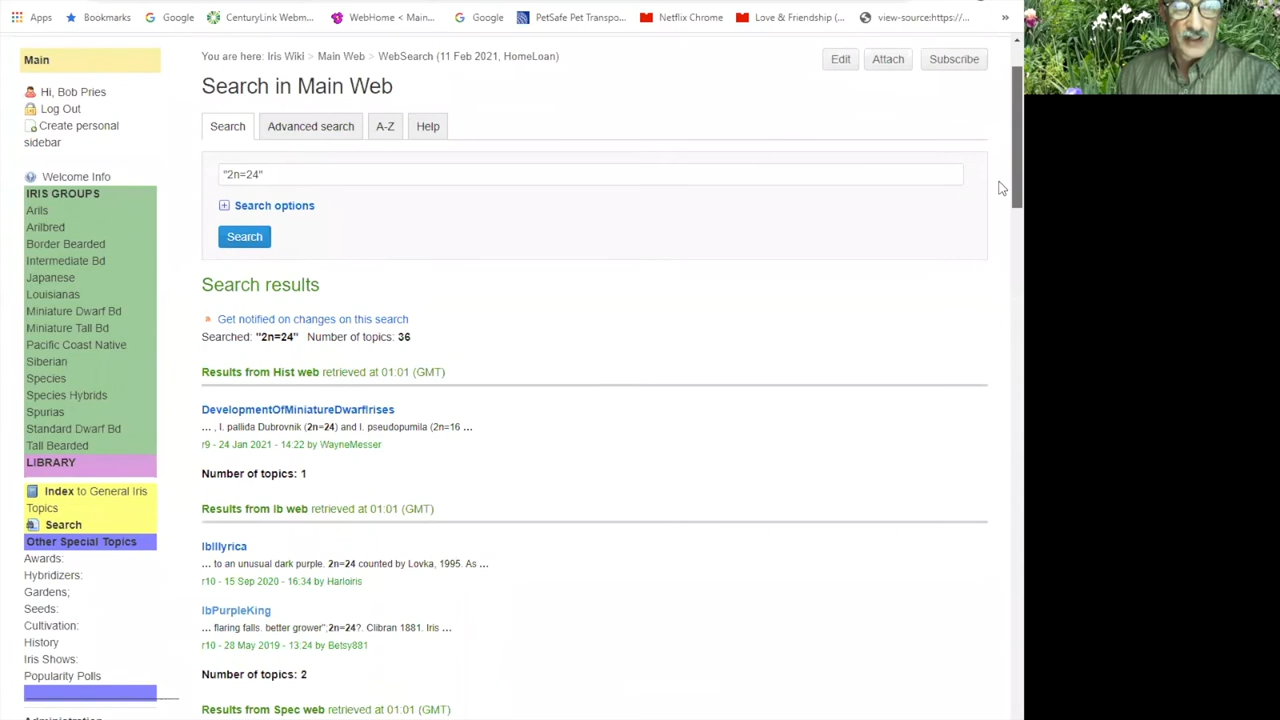 Apps Bookmarks Google CenturyLink Webm... WebHome < Main... Google PetSafe Pet Transpo... Netflix Chrome Love & Friendship (... view-source:https://... »
Main
Hi, Bob Pries
Log Out
Create personal
sidebar
Welcome Info
IRIS GROUPS
Arils
Arilbred
Border Bearded
Intermediate Bd
Japanese
Louisianas
Miniature Dwarf Bd
Miniature Tall Bd
Pacific Coast Native
Siberian
Species
Species Hybrids
Spurias
Standard Dwarf Bd
Tall Bearded
LIBRARY
Index to General Iris
Topics
Search
Other Special Topics
Awards:
Hybridizers:
Gardens;
Seeds:
Cultivation:
History
Iris Shows:
Popularity Polls
You are here: Iris Wiki > Main Web > WebSearch (11 Feb 2021, HomeLoan)
Edit Attach Subscribe
Search in Main Web
Search Advanced search A-Z Help
"2n=24"
Search options
Search
Search results
Get notified on changes on this search
Searched: "2n=24" Number of topics: 36
Results from Hist web retrieved at 01:01 (GMT)
DevelopmentOfMiniatureDwarfIrises
... , I. pallida Dubrovnik (2n=24) and I. pseudopumila (2n=16 ...
r9 - 24 Jan 2021 - 14:22 by WayneMesser
Number of topics: 1
Results from Ib web retrieved at 01:01 (GMT)
IbIllyrica
... to an unusual dark purple. 2n=24 counted by Lovka, 1995. As ...
r10 - 15 Sep 2020 - 16:34 by Harloiris
IbPurpleKing
... flaring falls. better grower";2n=24?. Clibran 1881. Iris ...
r10 - 28 May 2019 - 13:24 by Betsy881
Number of topics: 2
Results from Spec web retrieved at 01:01 (GMT)